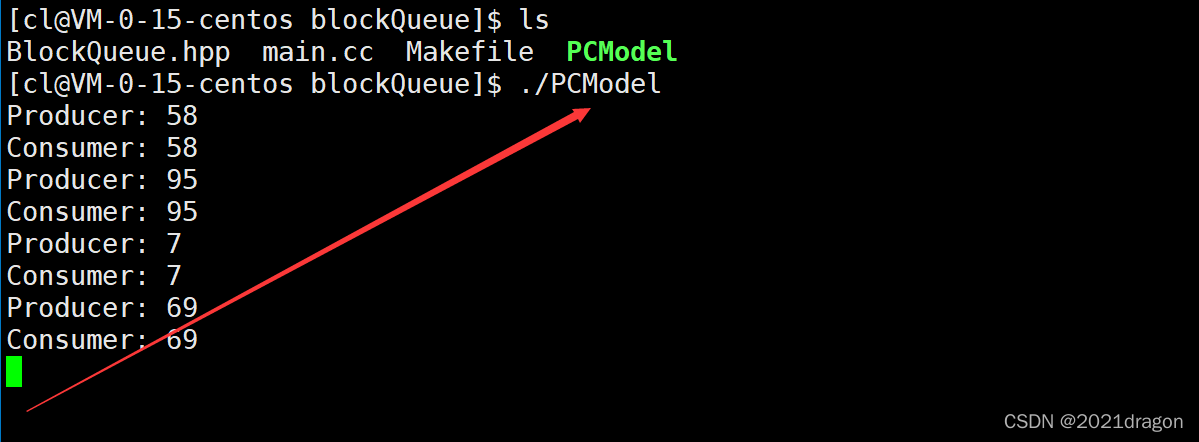 [cl@VM-0-15-centos blockQueue]$ ls
BlockQueue.hpp  main.cc  Makefile  PCModel
[cl@VM-0-15-centos blockQueue]$ ./PCModel
Producer: 58
Consumer: 58
Producer: 95
Consumer: 95
Producer: 7
Consumer: 7
Producer: 69
Consumer: 69
CSDN @2021dragon